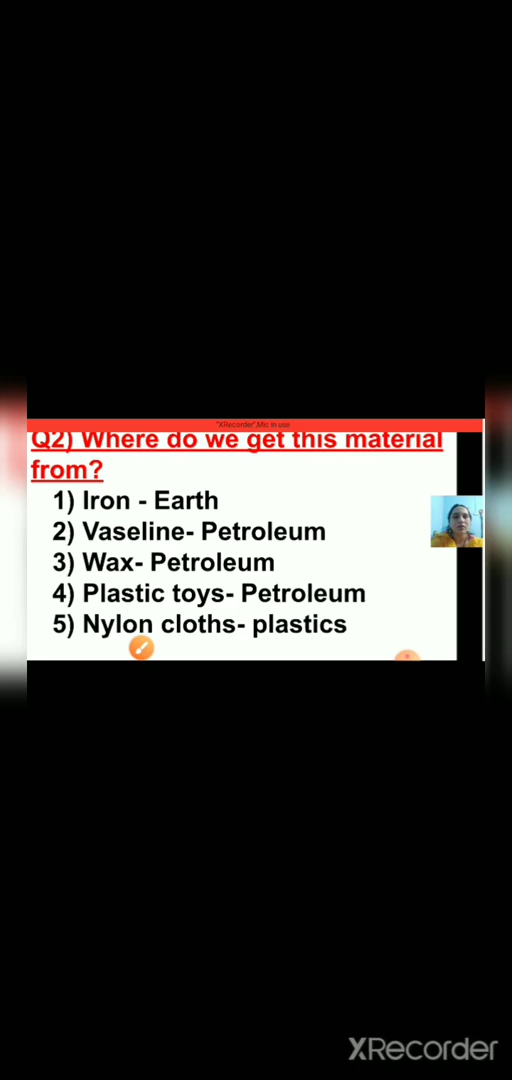 "XRecorder",Mic in use
Q2) Where do we get this material
from?
1) Iron - Earth
2) Vaseline- Petroleum
3) Wax- Petroleum
4) Plastic toys- Petroleum
5) Nylon cloths- plastics
XRecorder